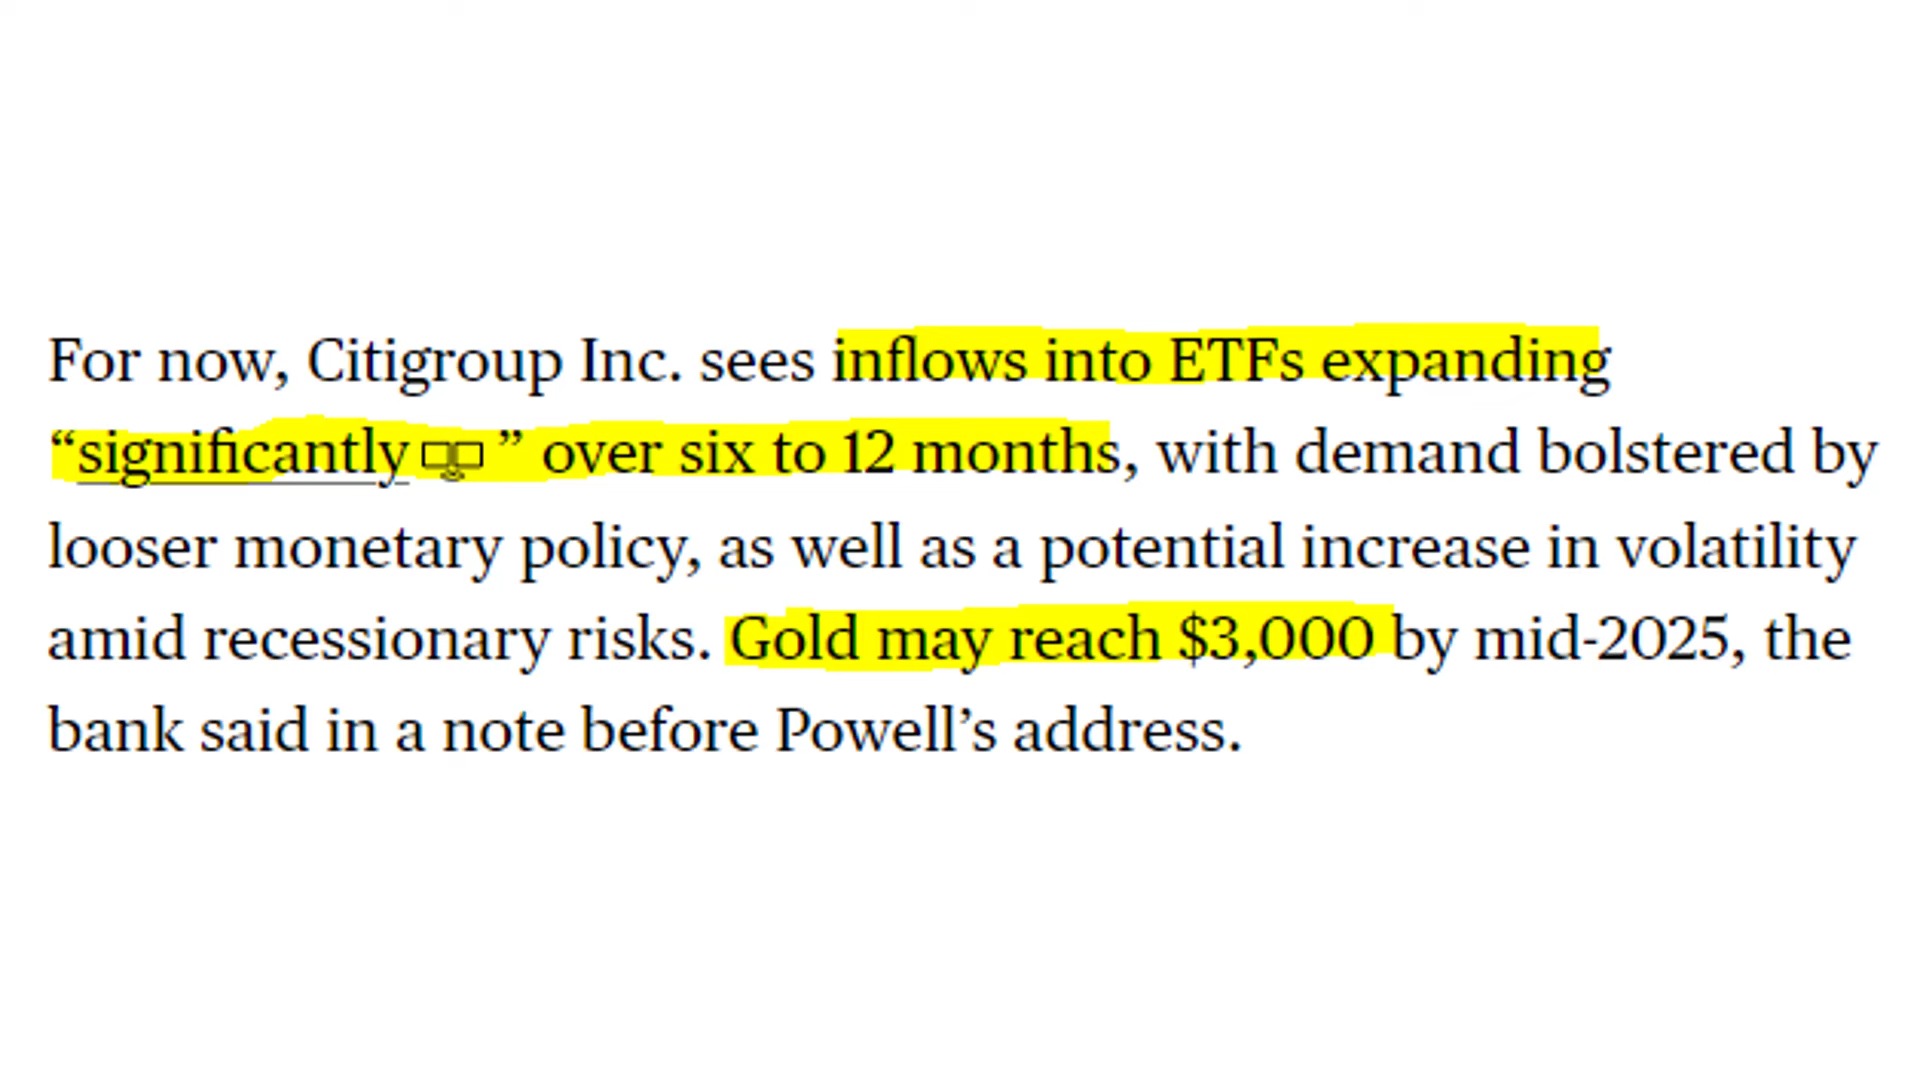 For now, Citigroup Inc. sees inflows into ETFs expanding
“significantly” over six to 12 months, with demand bolstered by
looser monetary policy, as well as a potential increase in volatility
amid recessionary risks. Gold may reach $3,000 by mid-2025, the
bank said in a note before Powell’s address.